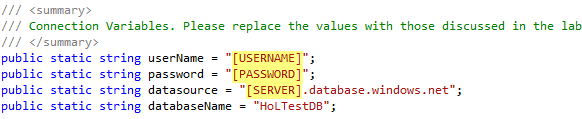 /// <summary>
/// Connection Variables. Please replace the values with those discussed in the lab
/// </summary>
public static string userName = "[USERNAME]";
public static string password = "[PASSWORD]";
public static string datasource = "[SERVER].database.windows.net";
public static string databaseName = "HoLTestDB";